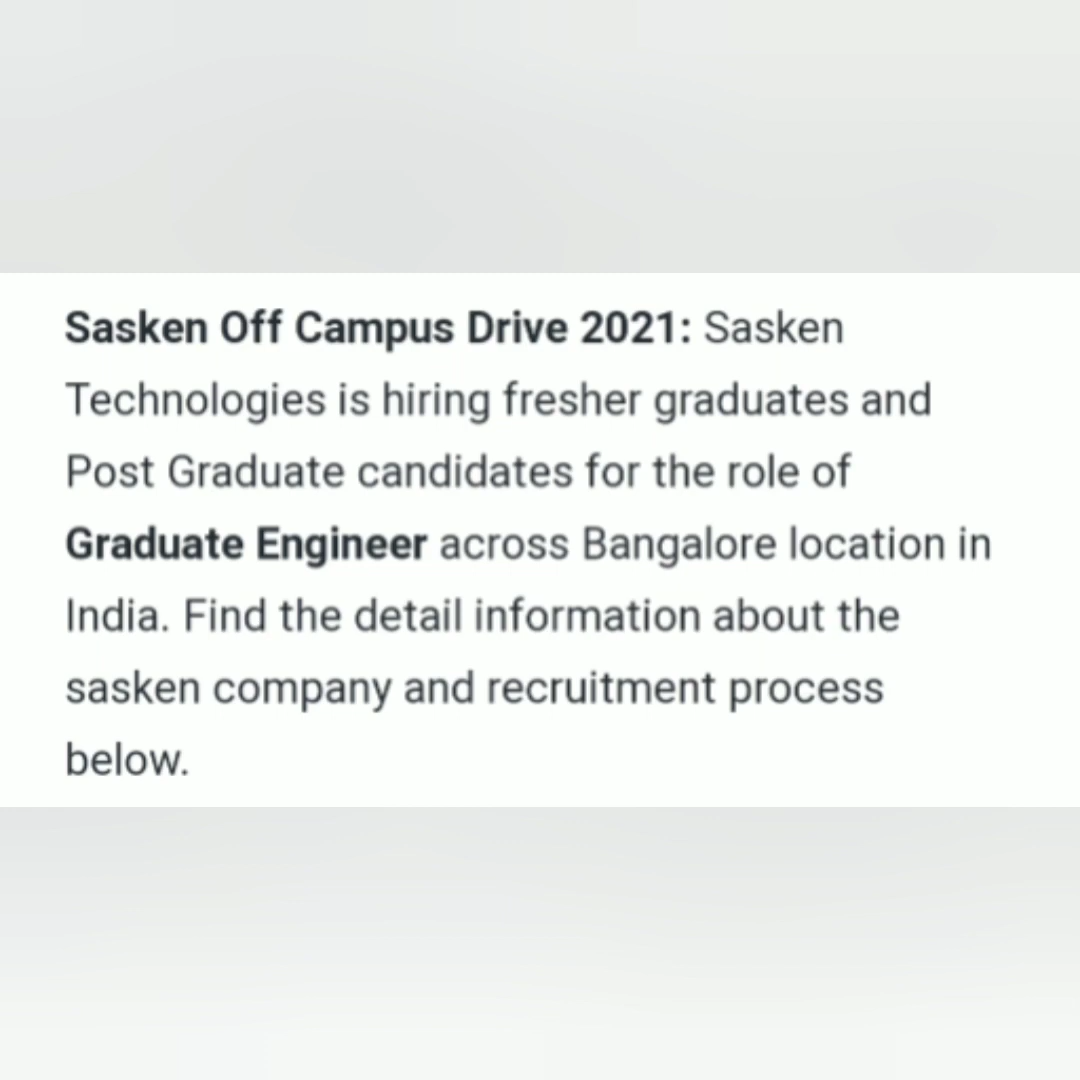 Sasken Off Campus Drive 2021: Sasken
Technologies is hiring fresher graduates and
Post Graduate candidates for the role of
Graduate Engineer across Bangalore location in
India. Find the detail information about the
sasken company and recruitment process
below.